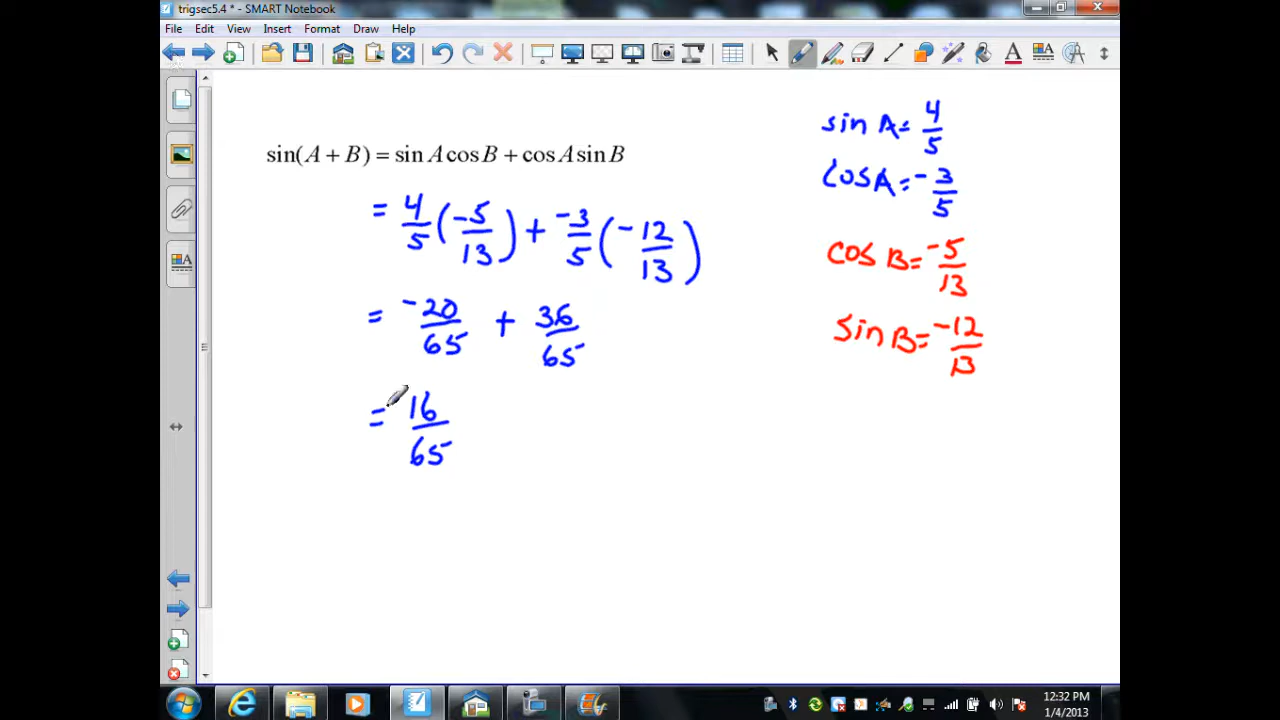 trigsec5.4 * - SMART Notebook
File Edit View Insert Format Draw Help
sin(A + B) = sin A cos B + cos A sin B
= 4/5 (-5/13) + -3/5 (-12/13)
= -20/65 + 36/65
= 16/65
sin A = 4/5
cos A = -3/5
cos B = -5/13
sin B = -12/13
12:32 PM
1/4/2013